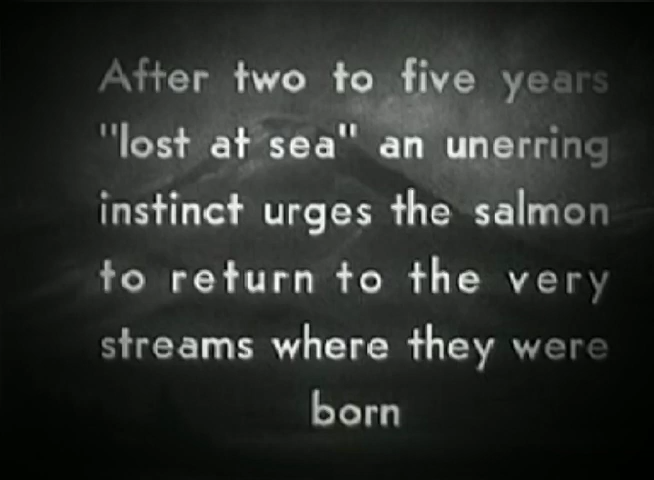 After two to five years
"lost at sea" an unerring
instinct urges the salmon
to return to the very
streams where they were
born